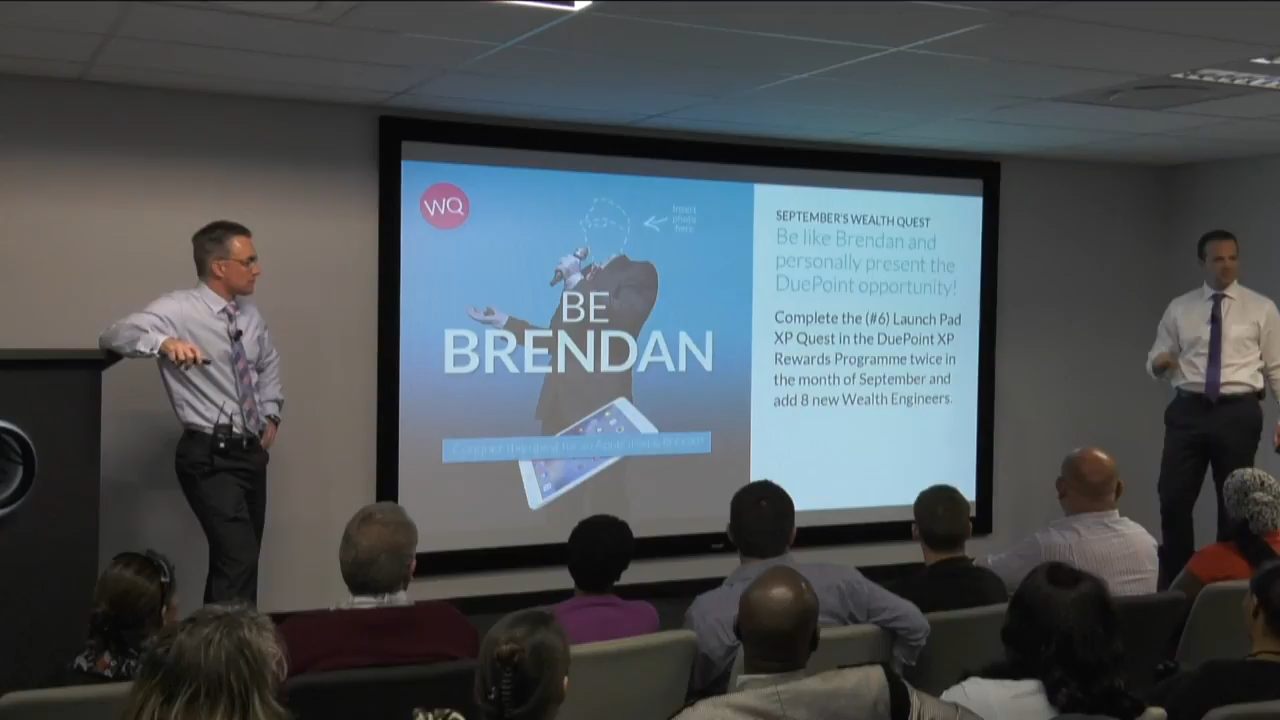 WQ
Insert
photo
here
BE
BRENDAN
SEPTEMBER'S WEALTH QUEST
Be like Brendan and
personally present the
DuePoint opportunity!
Complete the (#6) Launch Pad
XP Quest in the DuePoint XP
Rewards Programme twice in
the month of September and
add 8 new Wealth Engineers.